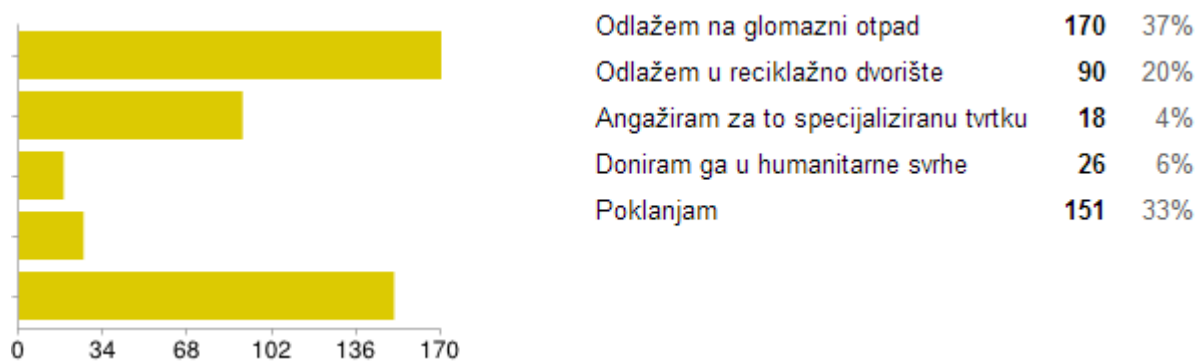 Odlažem na glomazni otpad 170 37%
Odlažem u reciklažno dvorište 90 20%
Angažiram za to specijaliziranu tvrtku 18 4%
Doniram ga u humanitarne svrhe 26 6%
Poklanjam 151 33%
0 34 68 102 136 170